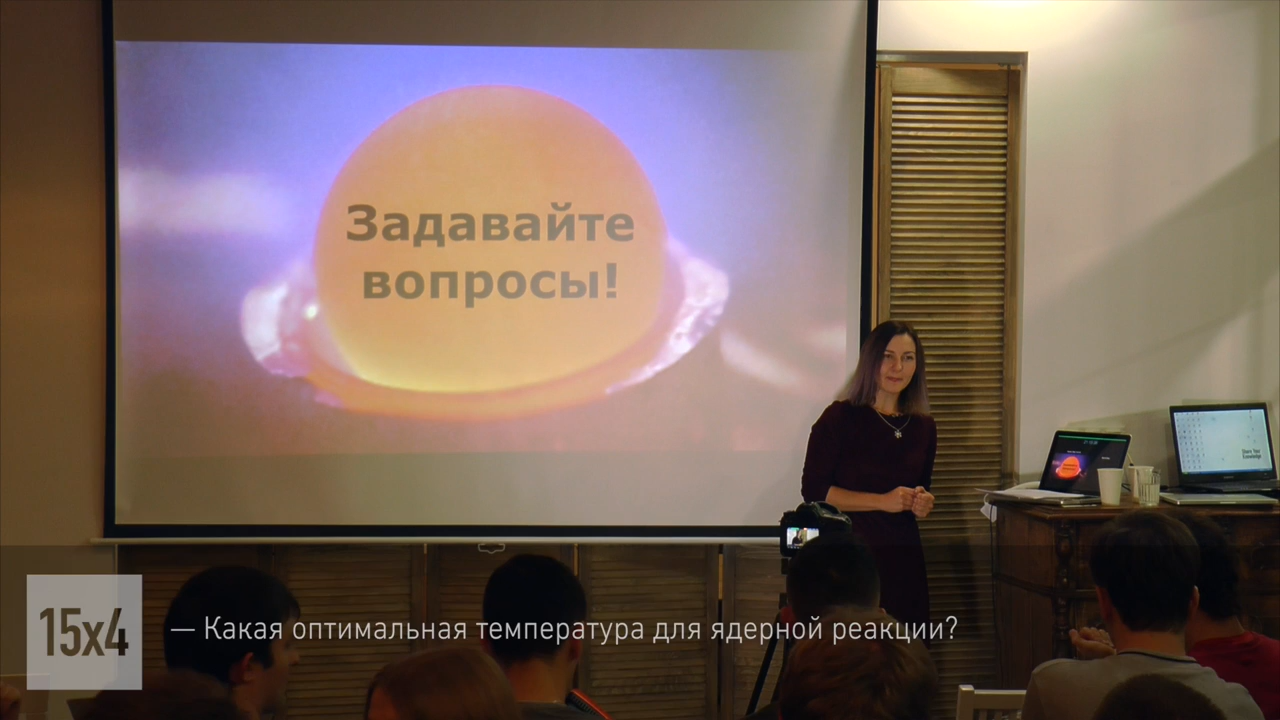 Задавайте
вопросы!
15x4
— Какая оптимальная температура для ядерной реакции?